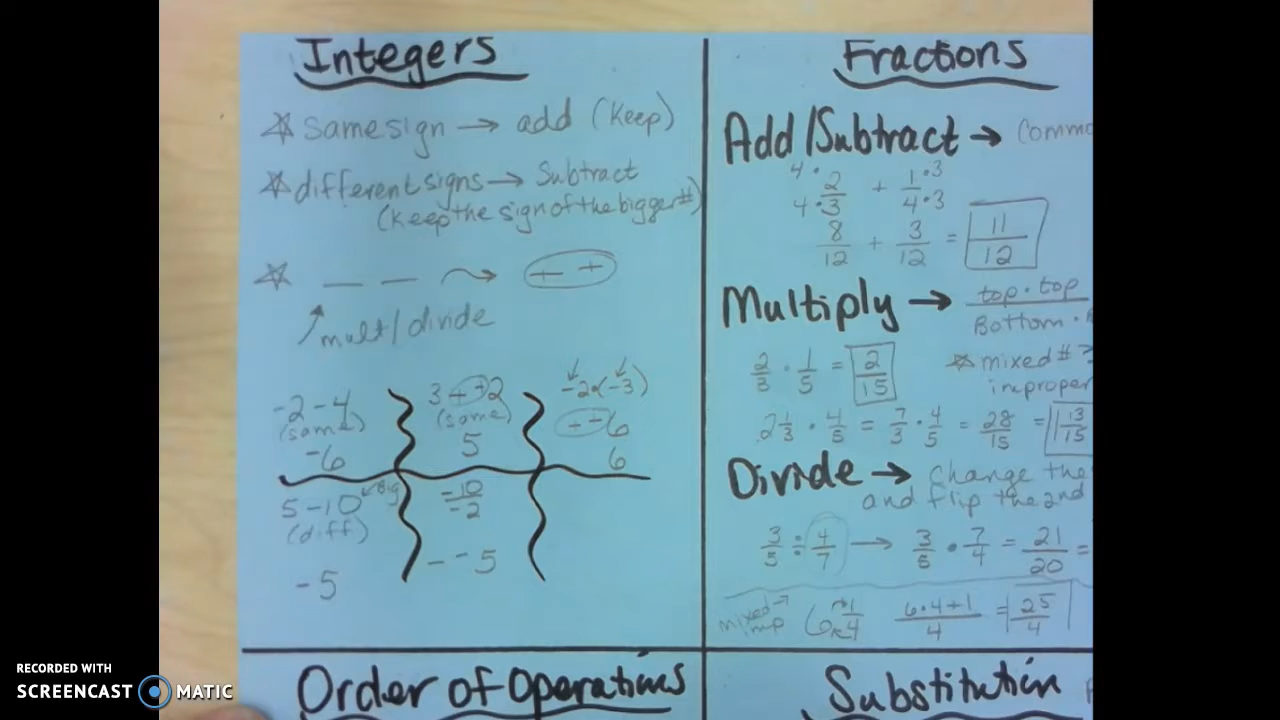 Integers
☆ same sign → add (keep)
☆ different signs → Subtract
(keep the sign of the bigger #)
☆ — — → + +
mult/divide
-2 - 4
(same)
-6
3 + +2
(same)
5
-2(-3)
- - 6
6
5 - 10 ← Big
(diff)
-5
-10/-2
- - 5
Fractions
Add/Subtract →
4 · 2/4 · 3 + 1 · 3/4 · 3
8/12 + 3/12 = 11/12
Multiply → top · top/Bottom ·
2/3 · 1/5 = 2/15
☆ mixed # →
improper
2 1/3 · 4/5 = 7/3 · 4/5 = 28/15 = 1 13/15
Divide → change the
and flip the 2nd
3/5 ÷ 4/7 → 3/5 · 7/4 = 21/20 =
mixed →
imp
6 1/4 6·4+1/4 = 25/4
Order of Operations
Substitution
RECORDED WITH
SCREENCAST O MATIC